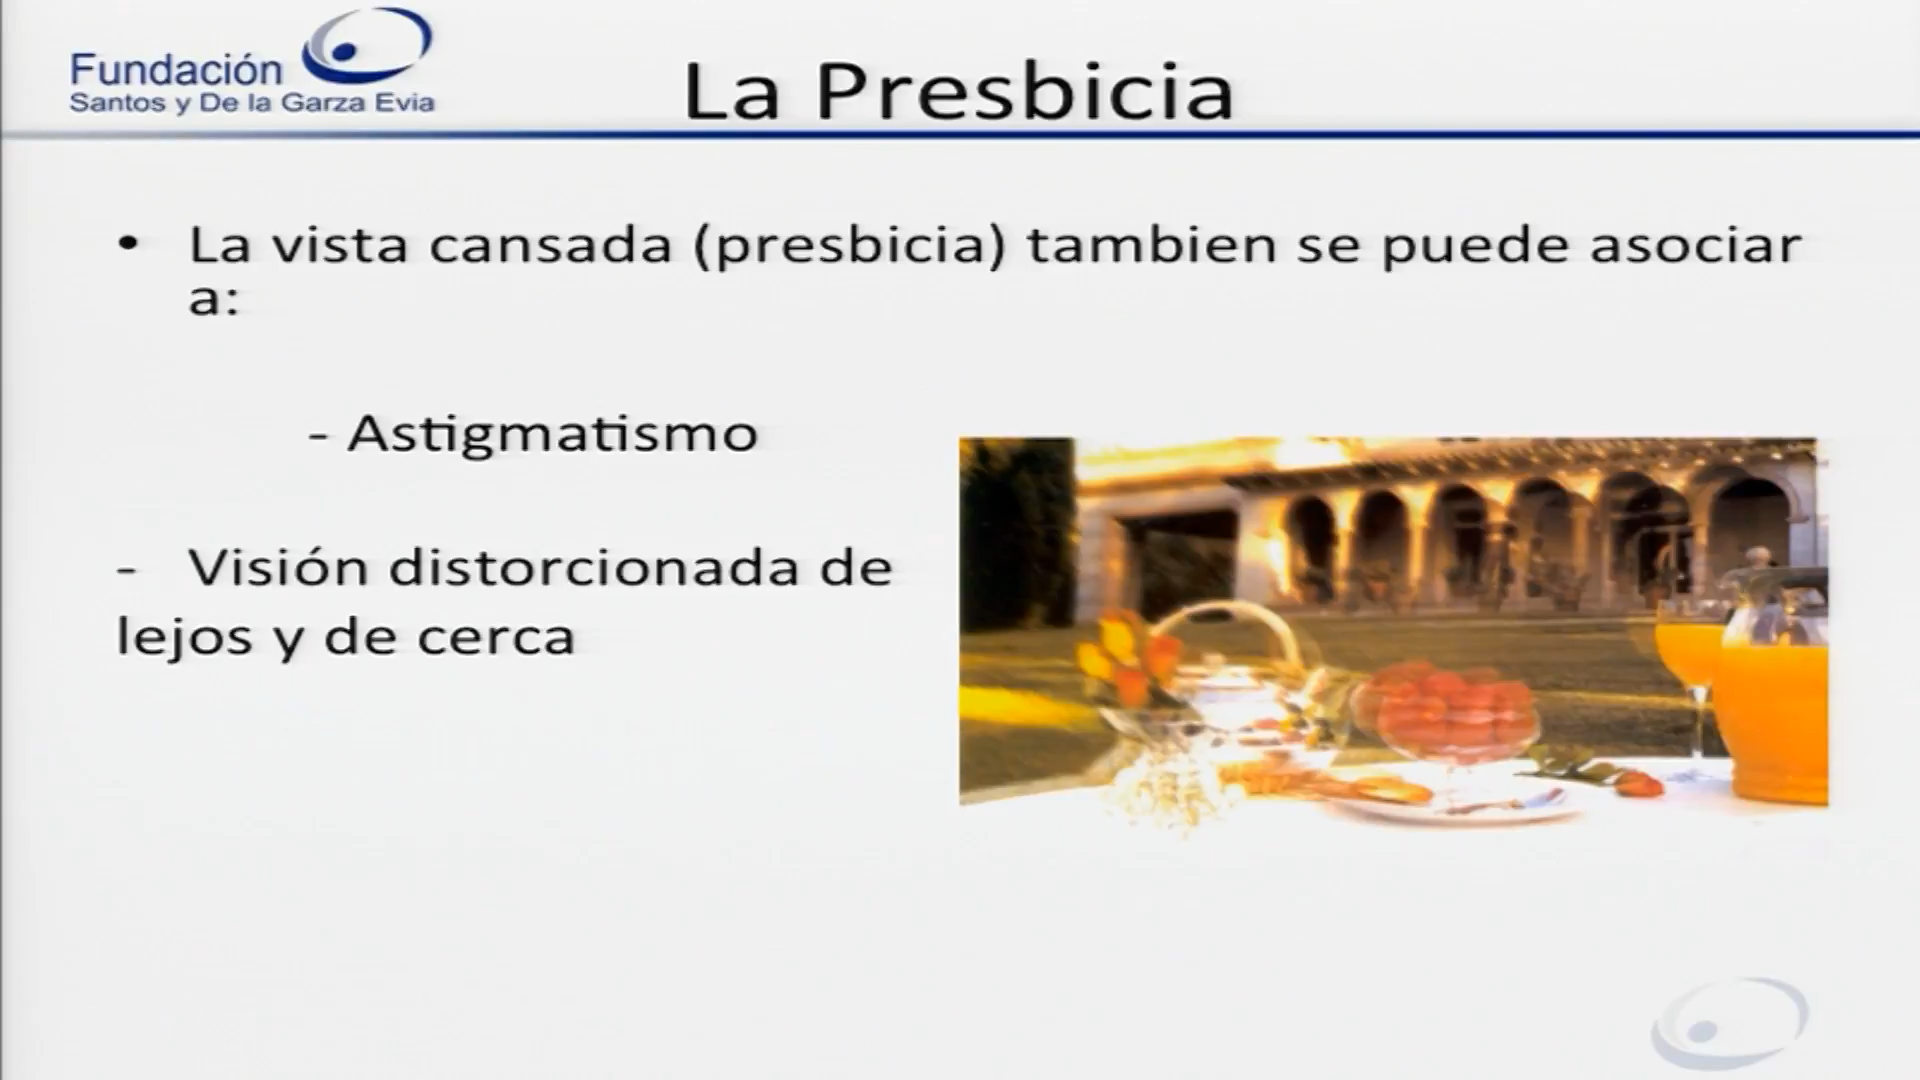 Fundación
Santos y De la Garza Evia
La Presbicia
• La vista cansada (presbicia) tambien se puede asociar
a:
- Astigmatismo
- Visión distorcionada de
lejos y de cerca